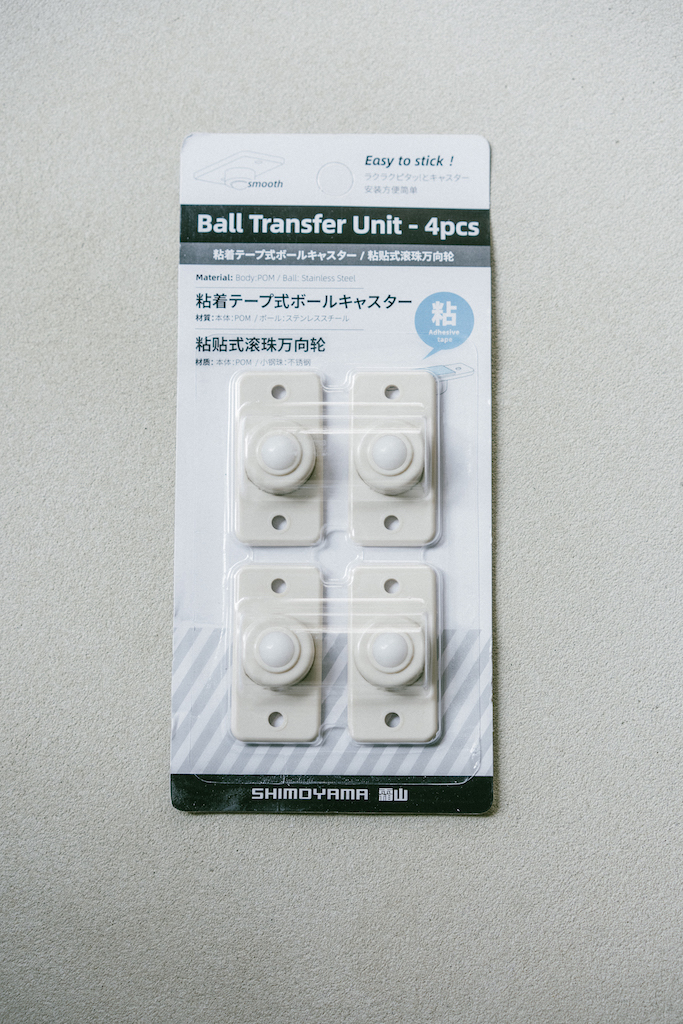 smooth
Easy to stick !
ラクラクピタッ!とキャスター
安装方便简单
Ball Transfer Unit - 4pcs
粘着テープ式ボールキャスター / 粘贴式滚珠万向轮
Material: Body:POM / Ball: Stainless Steel
粘着テープ式ボールキャスター
材質:本体:POM / ボール:ステンレススチール
粘
Adhesive
tape
粘贴式滚珠万向轮
材质:本体:POM / 小钢珠:不锈钢
SHIMOYAMA 霜山